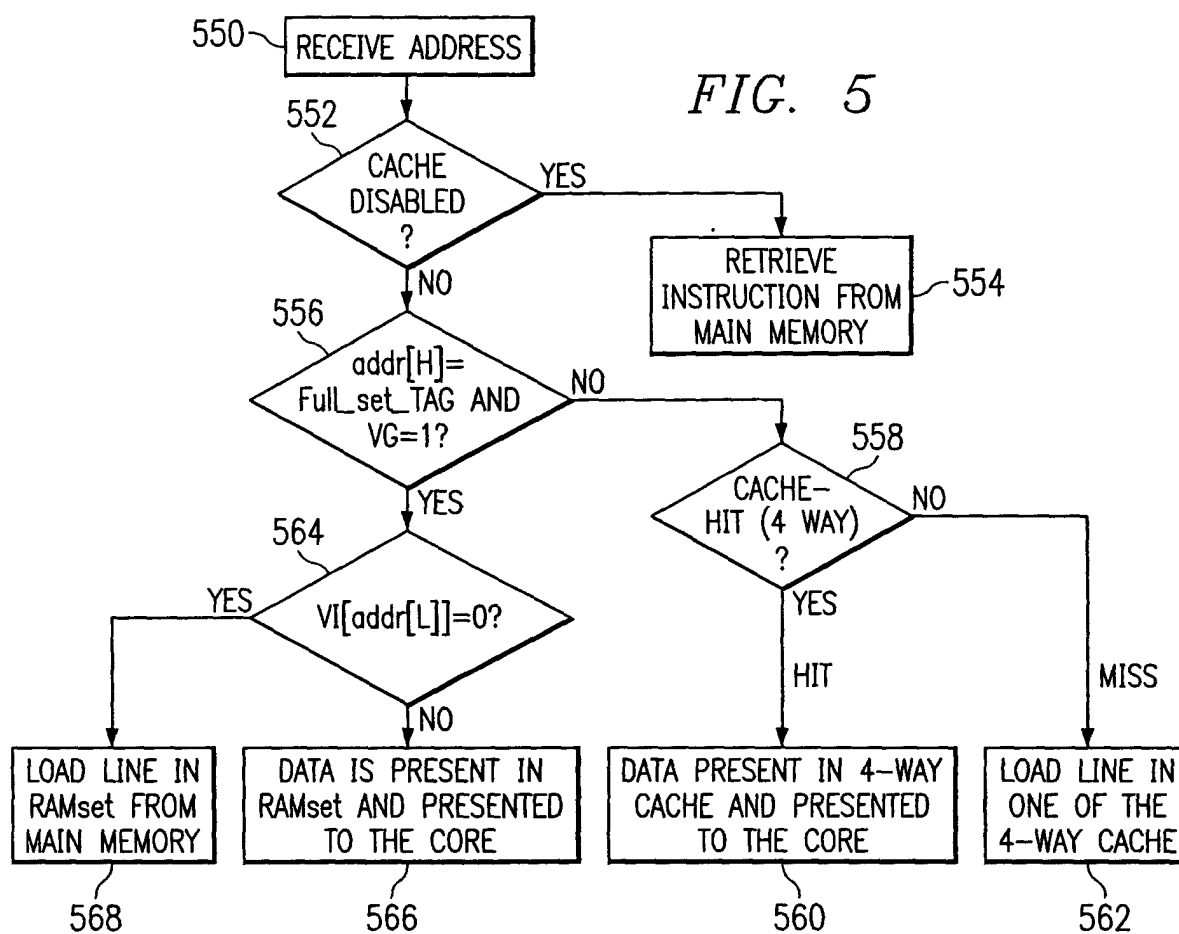 550
RECEIVE ADDRESS
FIG. 5
552
CACHE
DISABLED
?
YES
NO
RETRIEVE
INSTRUCTION FROM
MAIN MEMORY
554
556
addr[H]=
Full_set_TAG AND
VG=1?
NO
YES
558
CACHE-
HIT (4 WAY)
?
NO
YES
HIT
MISS
564
VI[addr[L]]=0?
YES
NO
LOAD LINE IN
RAMset FROM
MAIN MEMORY
568
DATA IS PRESENT IN
RAMset AND PRESENTED
TO THE CORE
566
DATA PRESENT IN 4-WAY
CACHE AND PRESENTED
TO THE CORE
560
LOAD LINE IN
ONE OF THE
4-WAY CACHE
562